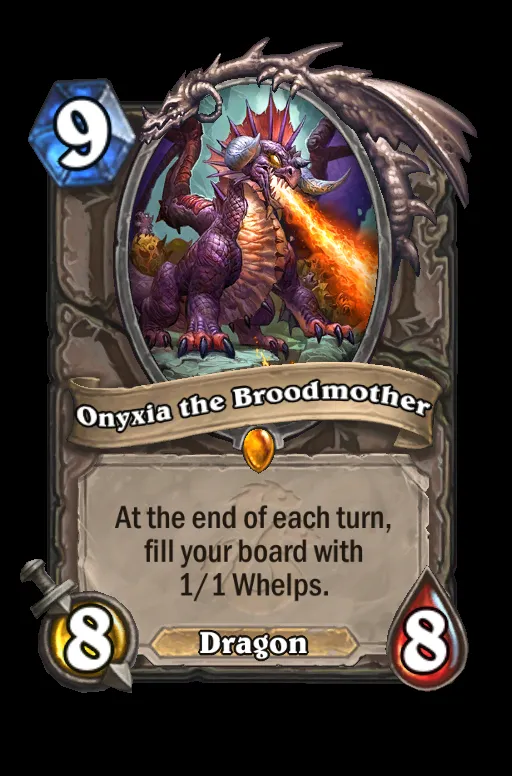 9
Onyxia the Broodmother
At the end of each turn,
fill your board with
1/1 Whelps.
8
Dragon
8